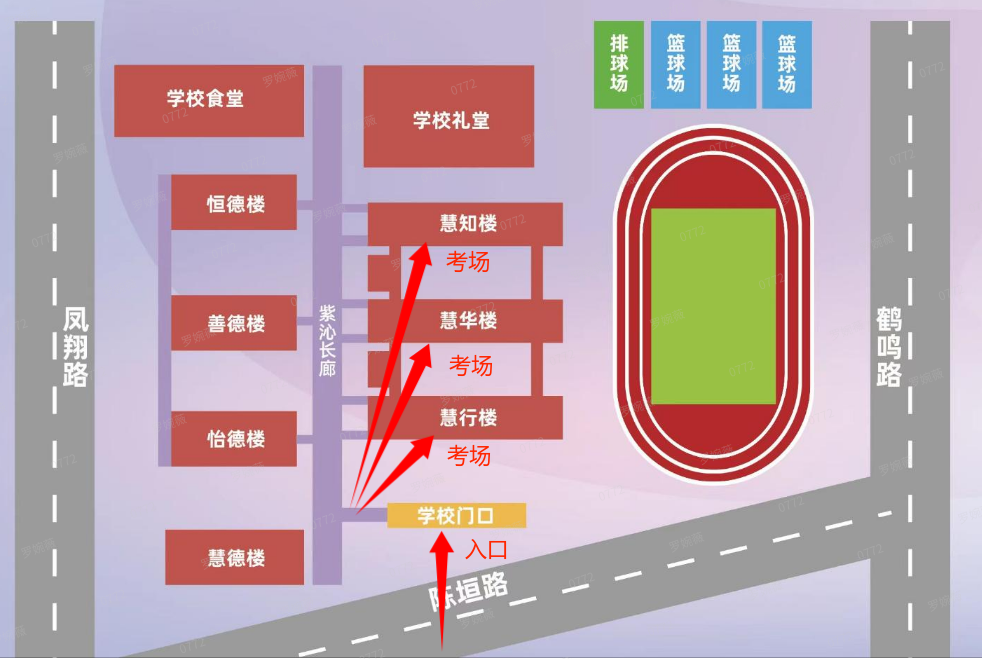 排球场
篮球场
篮球场
篮球场
学校食堂
学校礼堂
恒德楼
慧知楼
考场
善德楼
紫沁长廊
慧华楼
考场
凤翔路
鹤鸣路
怡德楼
慧行楼
考场
学校门口
入口
慧德楼
陈垣路